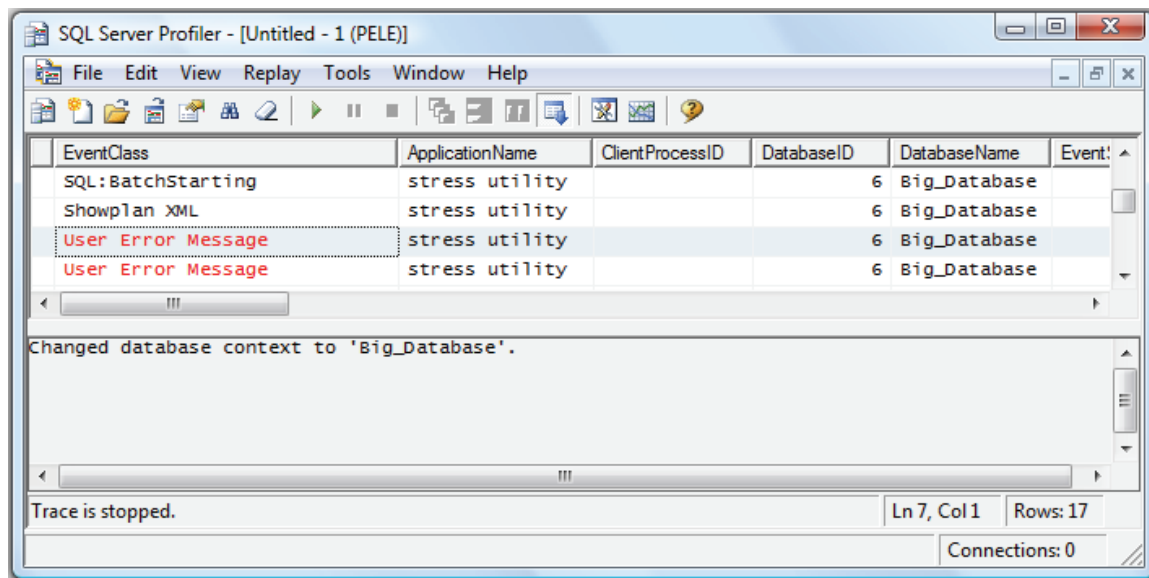 SQL Server Profiler - [Untitled - 1 (PELE)]
File Edit View Replay Tools Window Help
EventClass ApplicationName ClientProcessID DatabaseID DatabaseName Event
SQL:BatchStarting stress utility 6 Big_Database
Showplan XML stress utility 6 Big_Database
User Error Message stress utility 6 Big_Database
User Error Message stress utility 6 Big_Database
Changed database context to 'Big_Database'.
Trace is stopped. Ln 7, Col 1 Rows: 17
Connections: 0